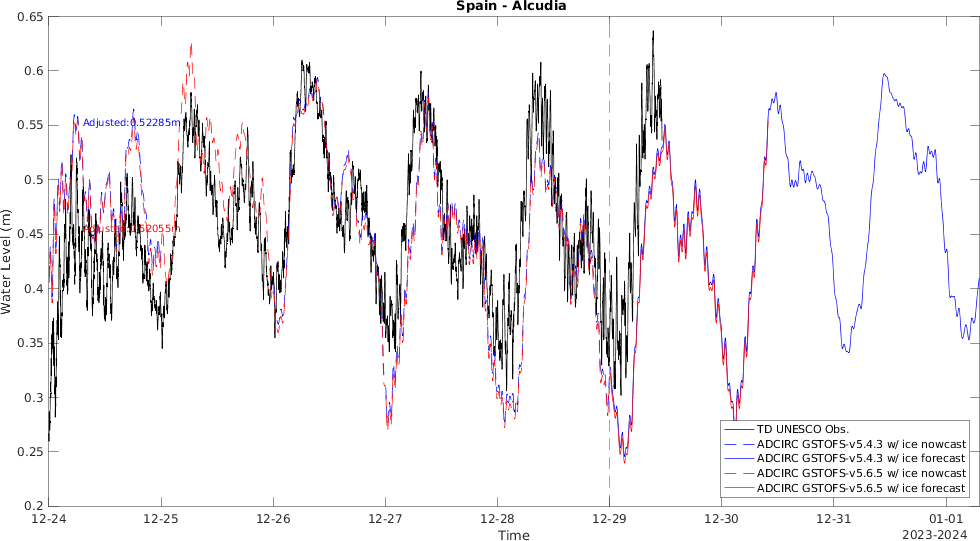 Spain - Alcudia
0.65
0.6
0.55
0.5
0.45
0.4
0.35
0.3
0.25
0.2
Water Level (m)
Adjusted:0.52285m
Adjusted:0.52055m
TD UNESCO Obs.
ADCIRC GSTOFS-v5.4.3 w/ ice nowcast
ADCIRC GSTOFS-v5.4.3 w/ ice forecast
ADCIRC GSTOFS-v5.6.5 w/ ice nowcast
ADCIRC GSTOFS-v5.6.5 w/ ice forecast
12-24 12-25 12-26 12-27 12-28 12-29 12-30 12-31 01-01
Time
2023-2024